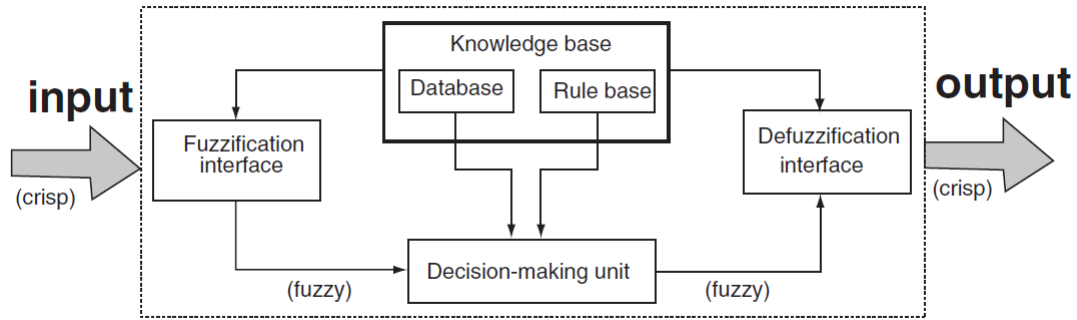 Knowledge base
Database
Rule base
input
(crisp)
Fuzzification
interface
Decision-making unit
(fuzzy)
(fuzzy)
Defuzzification
interface
output
(crisp)